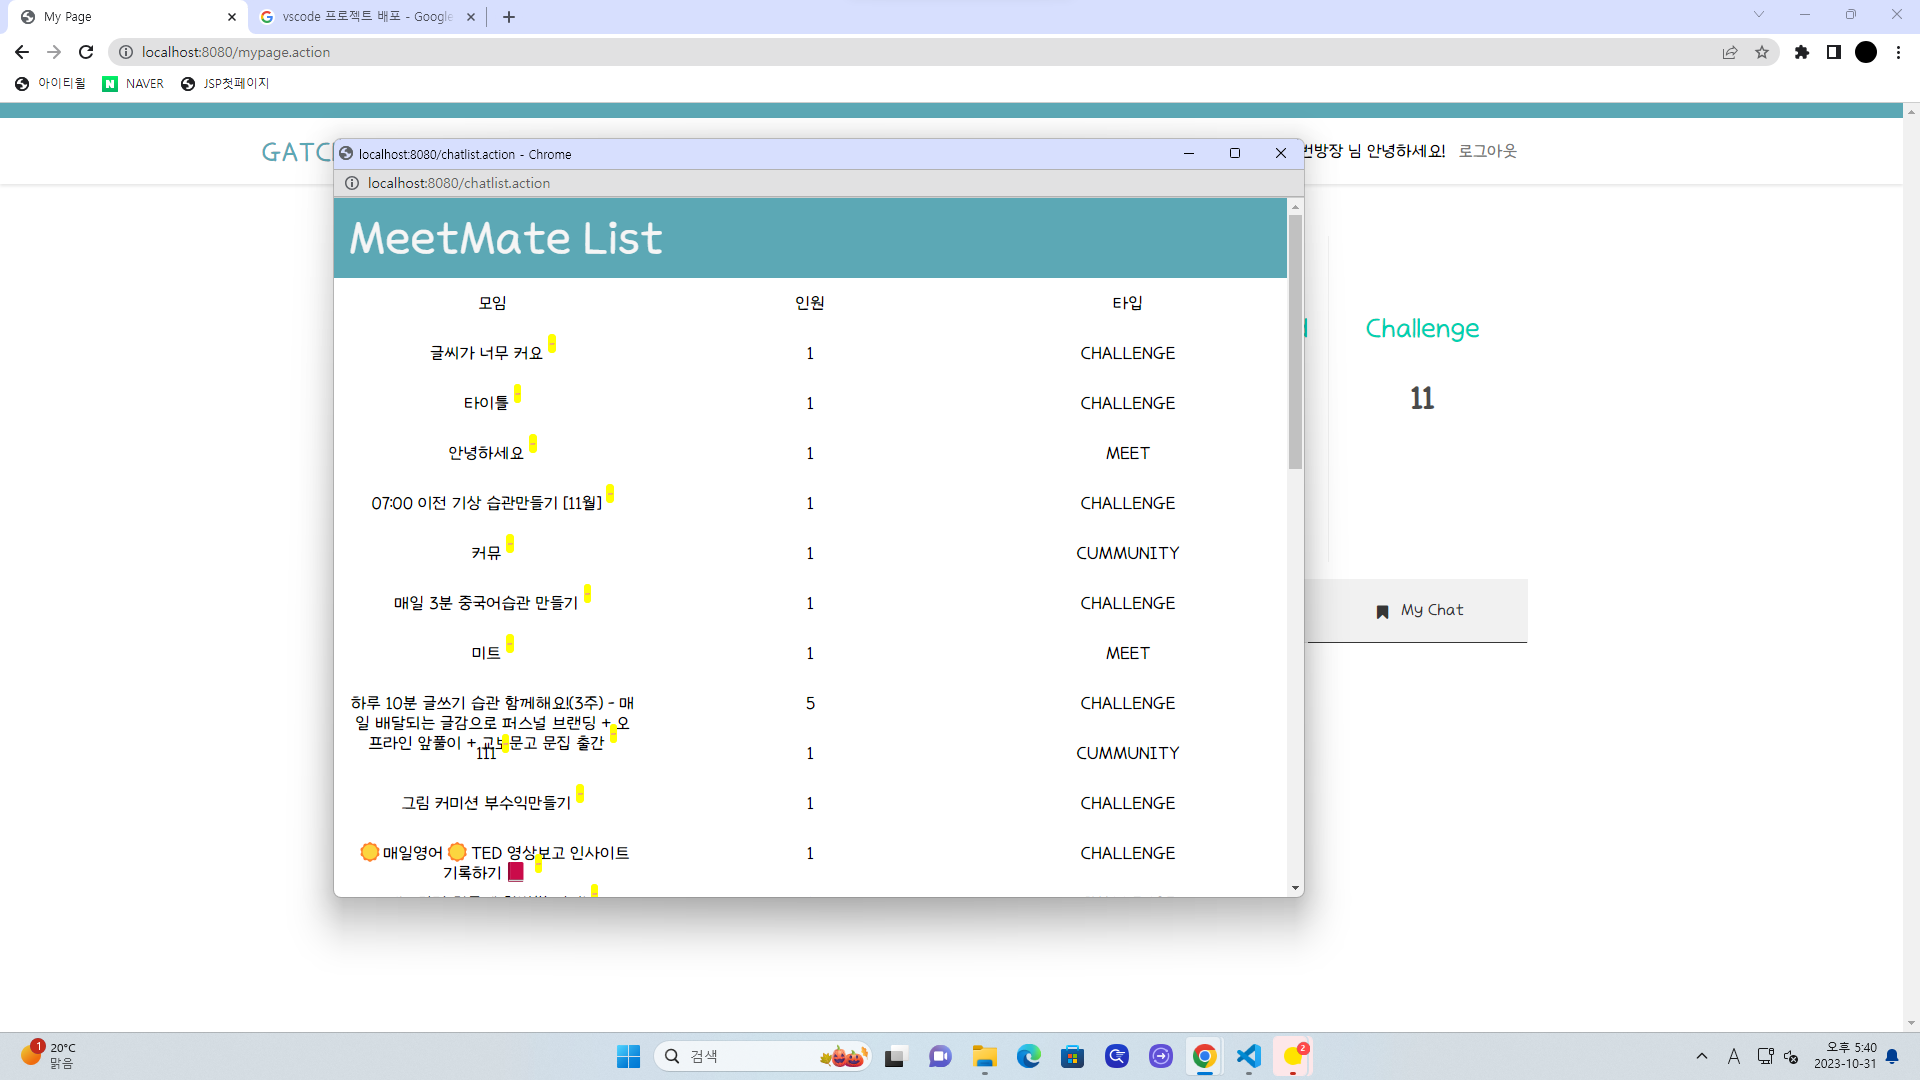 My Page
vscode 프로젝트 배포 - Google
localhost:8080/mypage.action
아이티윌
NAVER
JSP첫페이지
번방장 님 안녕하세요!
로그아웃
localhost:8080/chatlist.action - Chrome
localhost:8080/chatlist.action
MeetMate List
모임 인원 타입
글씨가 너무 커요 1 CHALLENGE
타이틀 1 CHALLENGE
안녕하세요 1 MEET
07:00 이전 기상 습관만들기 [11월] 1 CHALLENGE
커뮤 1 CUMMUNITY
매일 3분 중국어습관 만들기 1 CHALLENGE
미트 1 MEET
하루 10분 글쓰기 습관 함께해요!(3주) - 매 5 CHALLENGE
일 배달되는 글감으로 퍼스널 브랜딩 + 오
프라인 앞풀이 + 교보문고 문집 출간
111 1 CUMMUNITY
그림 커미션 부수익만들기 1 CHALLENGE
매일영어 TED 영상보고 인사이트 1 CHALLENGE
기록하기
Challenge
11
My Chat
1
20°C
맑음
검색
2
A
오후 5:40
2023-10-31